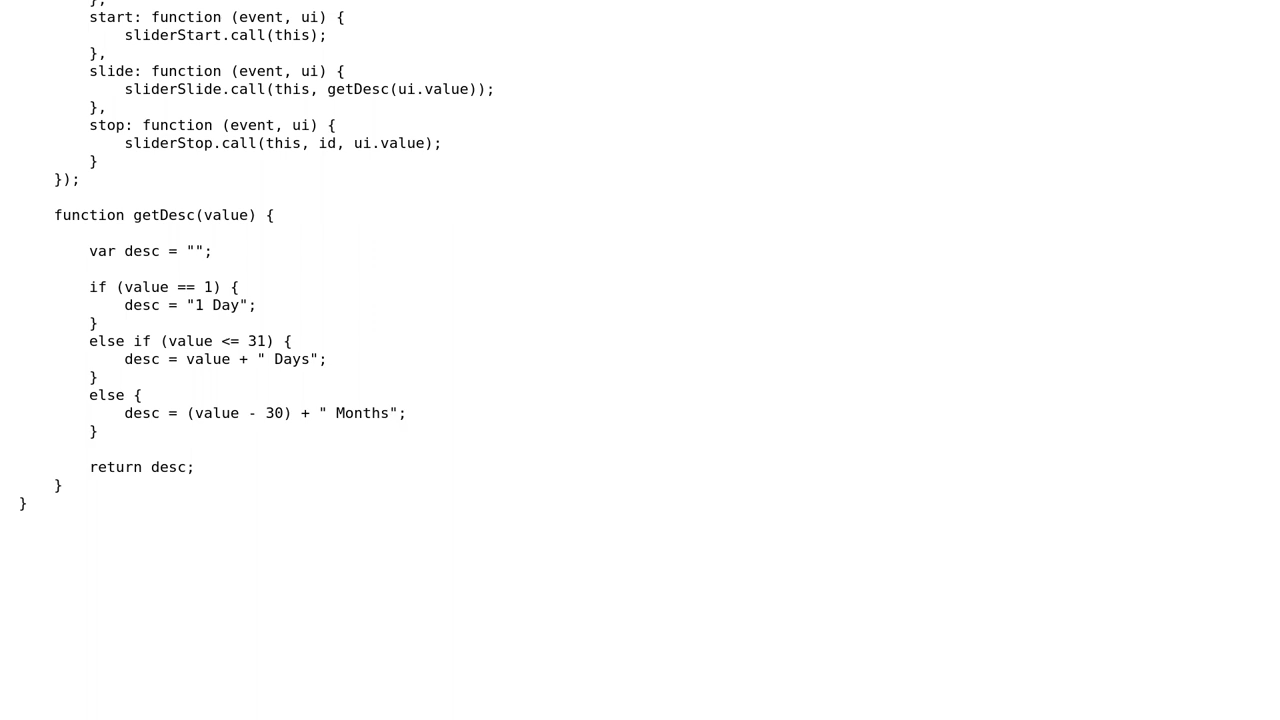 },
        start: function (event, ui) {
            sliderStart.call(this);
        },
        slide: function (event, ui) {
            sliderSlide.call(this, getDesc(ui.value));
        },
        stop: function (event, ui) {
            sliderStop.call(this, id, ui.value);
        }
    });

    function getDesc(value) {

        var desc = "";

        if (value == 1) {
            desc = "1 Day";
        }
        else if (value <= 31) {
            desc = value + " Days";
        }
        else {
            desc = (value - 30) + " Months";
        }

        return desc;
    }
}